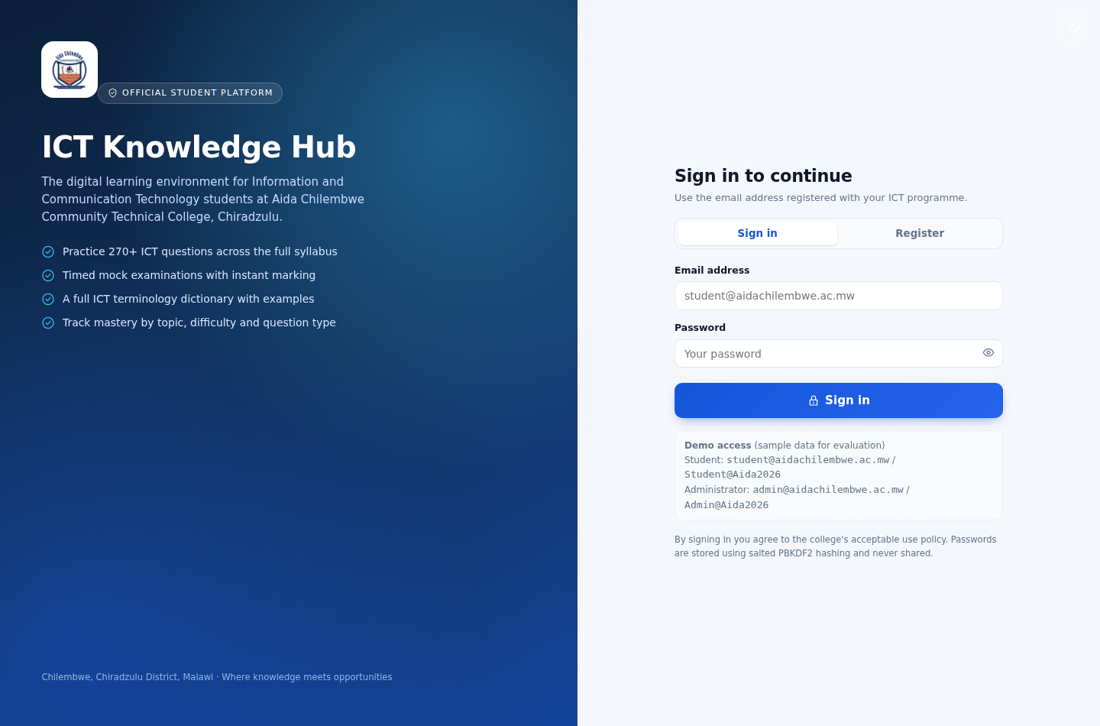 Aida Chilembwe
OFFICIAL STUDENT PLATFORM
ICT Knowledge Hub
The digital learning environment for Information and
Communication Technology students at Aida Chilembwe
Community Technical College, Chiradzulu.
Practice 270+ ICT questions across the full syllabus
Timed mock examinations with instant marking
A full ICT terminology dictionary with examples
Track mastery by topic, difficulty and question type
Chilembwe, Chiradzulu District, Malawi · Where knowledge meets opportunities
Sign in to continue
Use the email address registered with your ICT programme.
Sign in
Register
Email address
student@aidachilembwe.ac.mw
Password
Your password
Sign in
Demo access (sample data for evaluation)
Student: student@aidachilembwe.ac.mw /
Student@Aida2026
Administrator: admin@aidachilembwe.ac.mw /
Admin@Aida2026
By signing in you agree to the college's acceptable use policy. Passwords
are stored using salted PBKDF2 hashing and never shared.